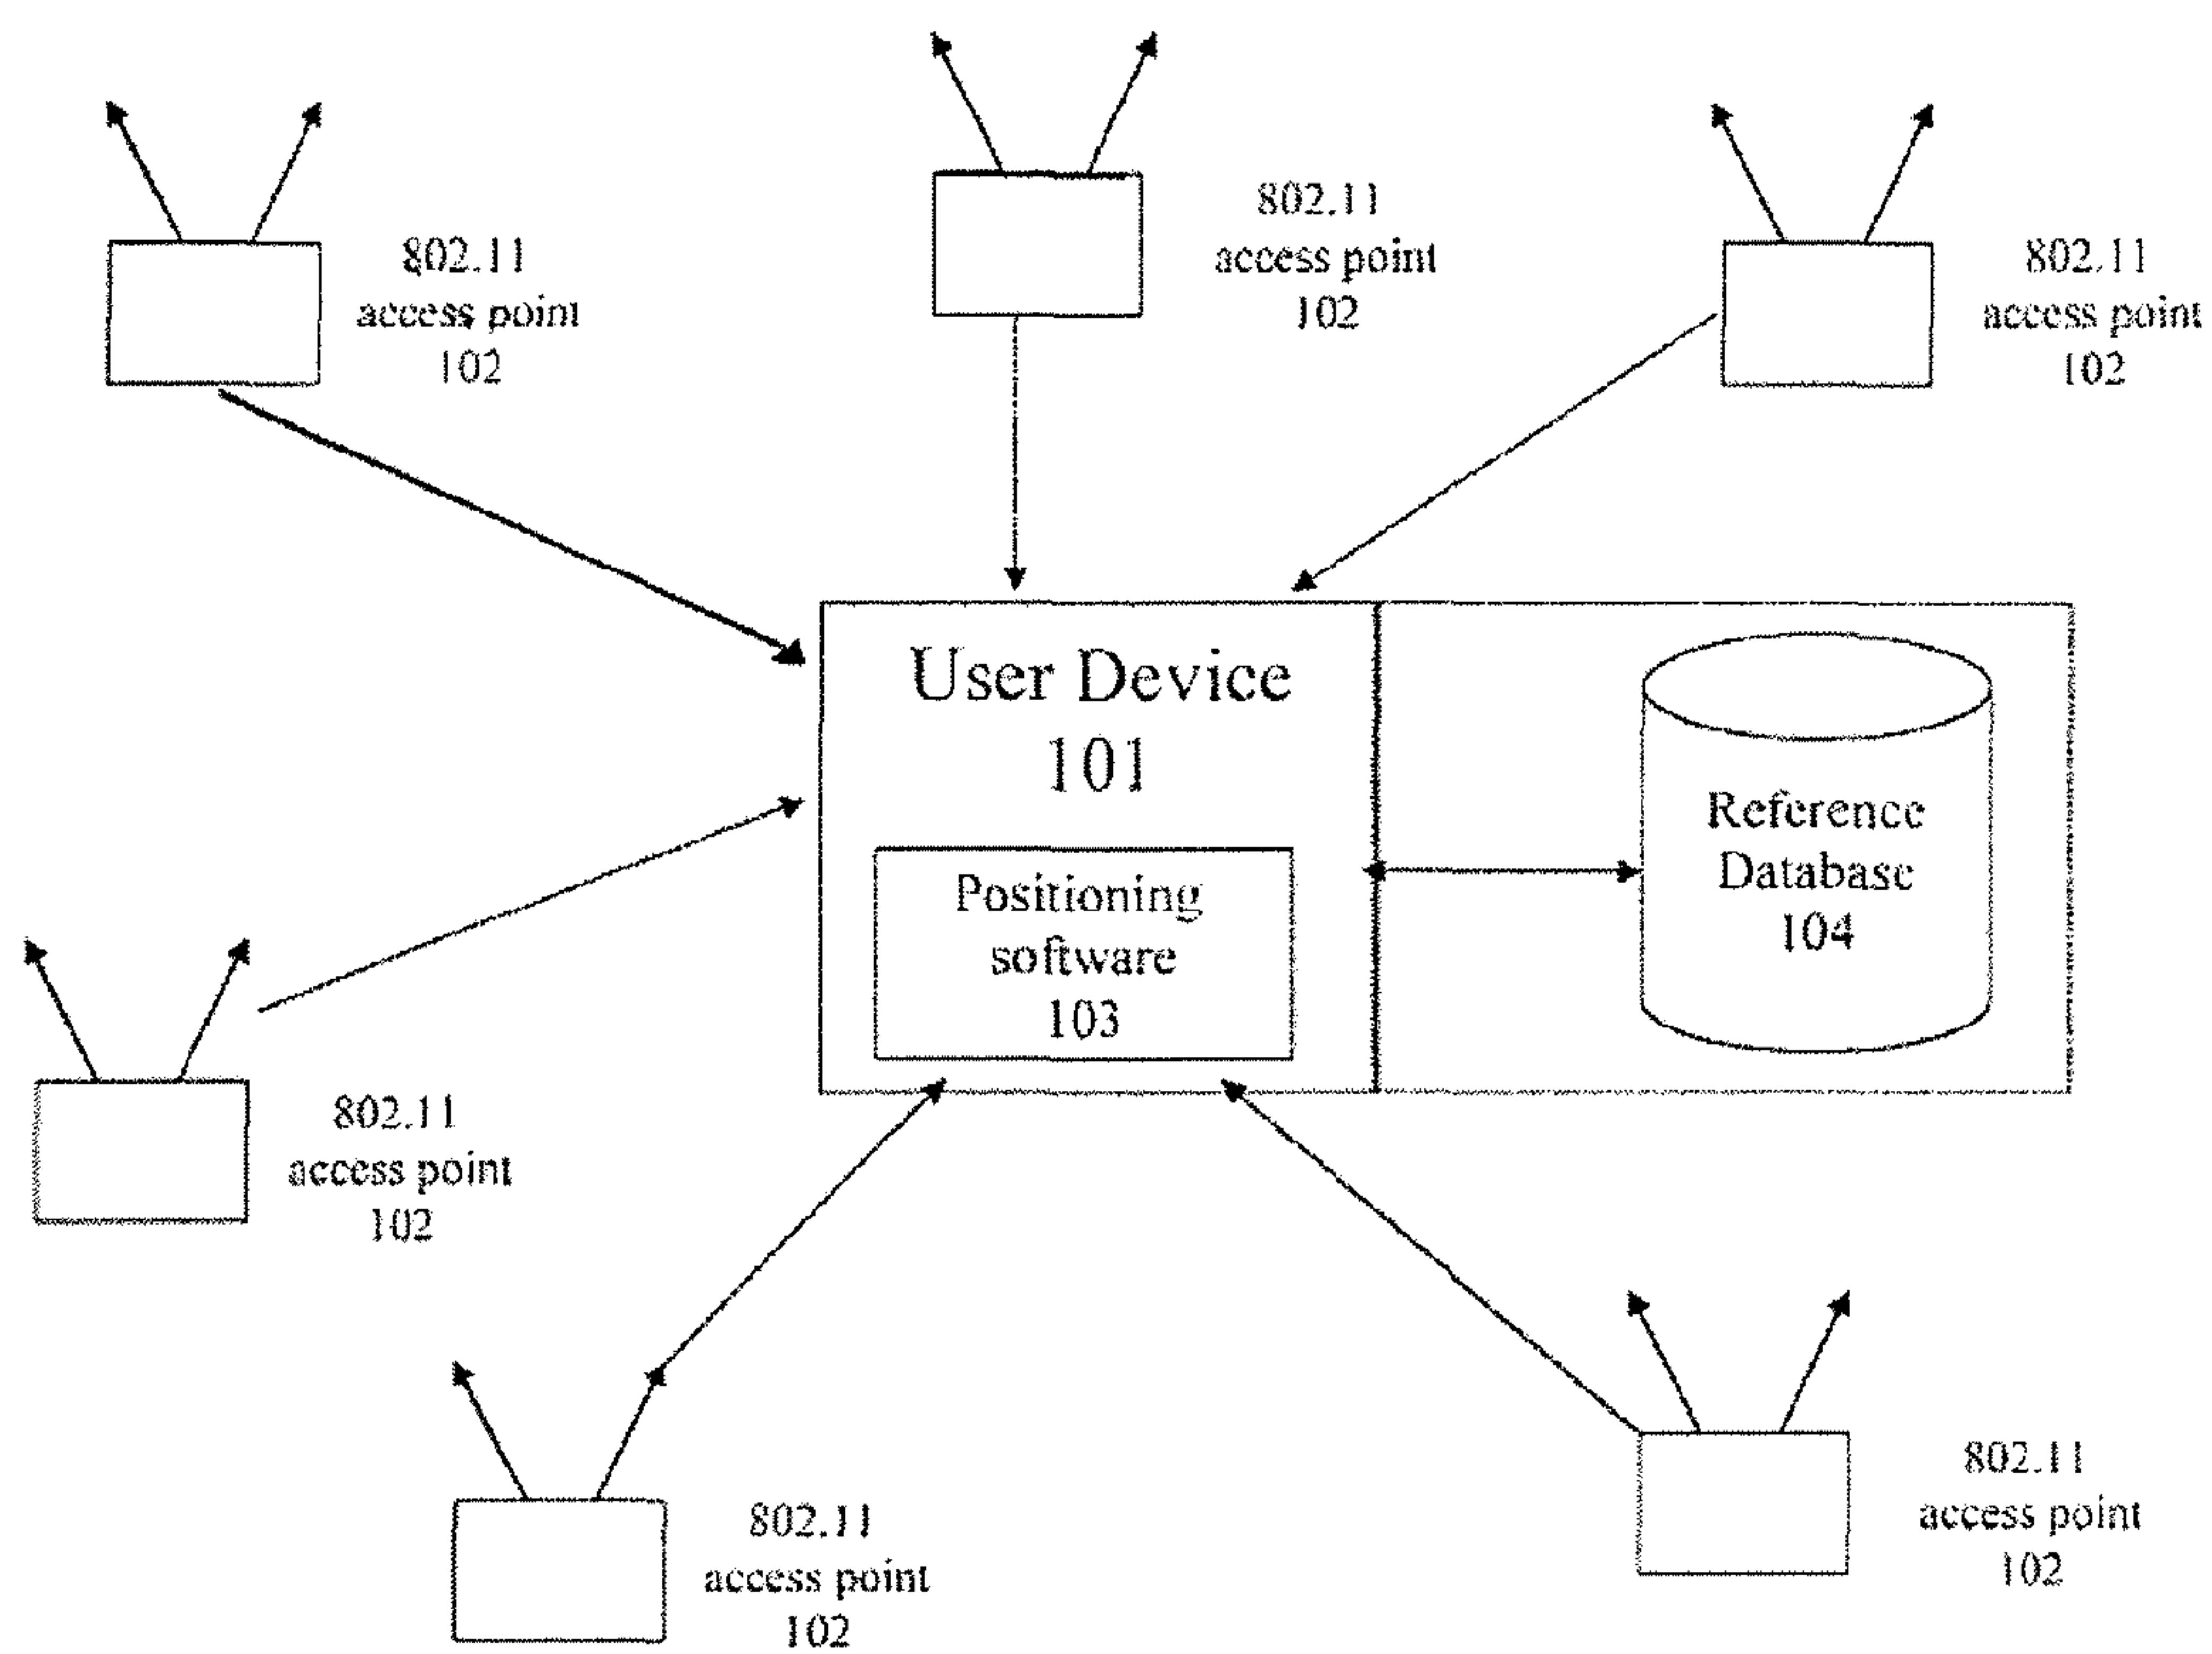 802.11
access point
102
802.11
access point
102
802.11
access point
102
User Device
101
Positioning
software
103
Reference
Database
104
802.11
access point
102
802.11
access point
102
802.11
access point
102